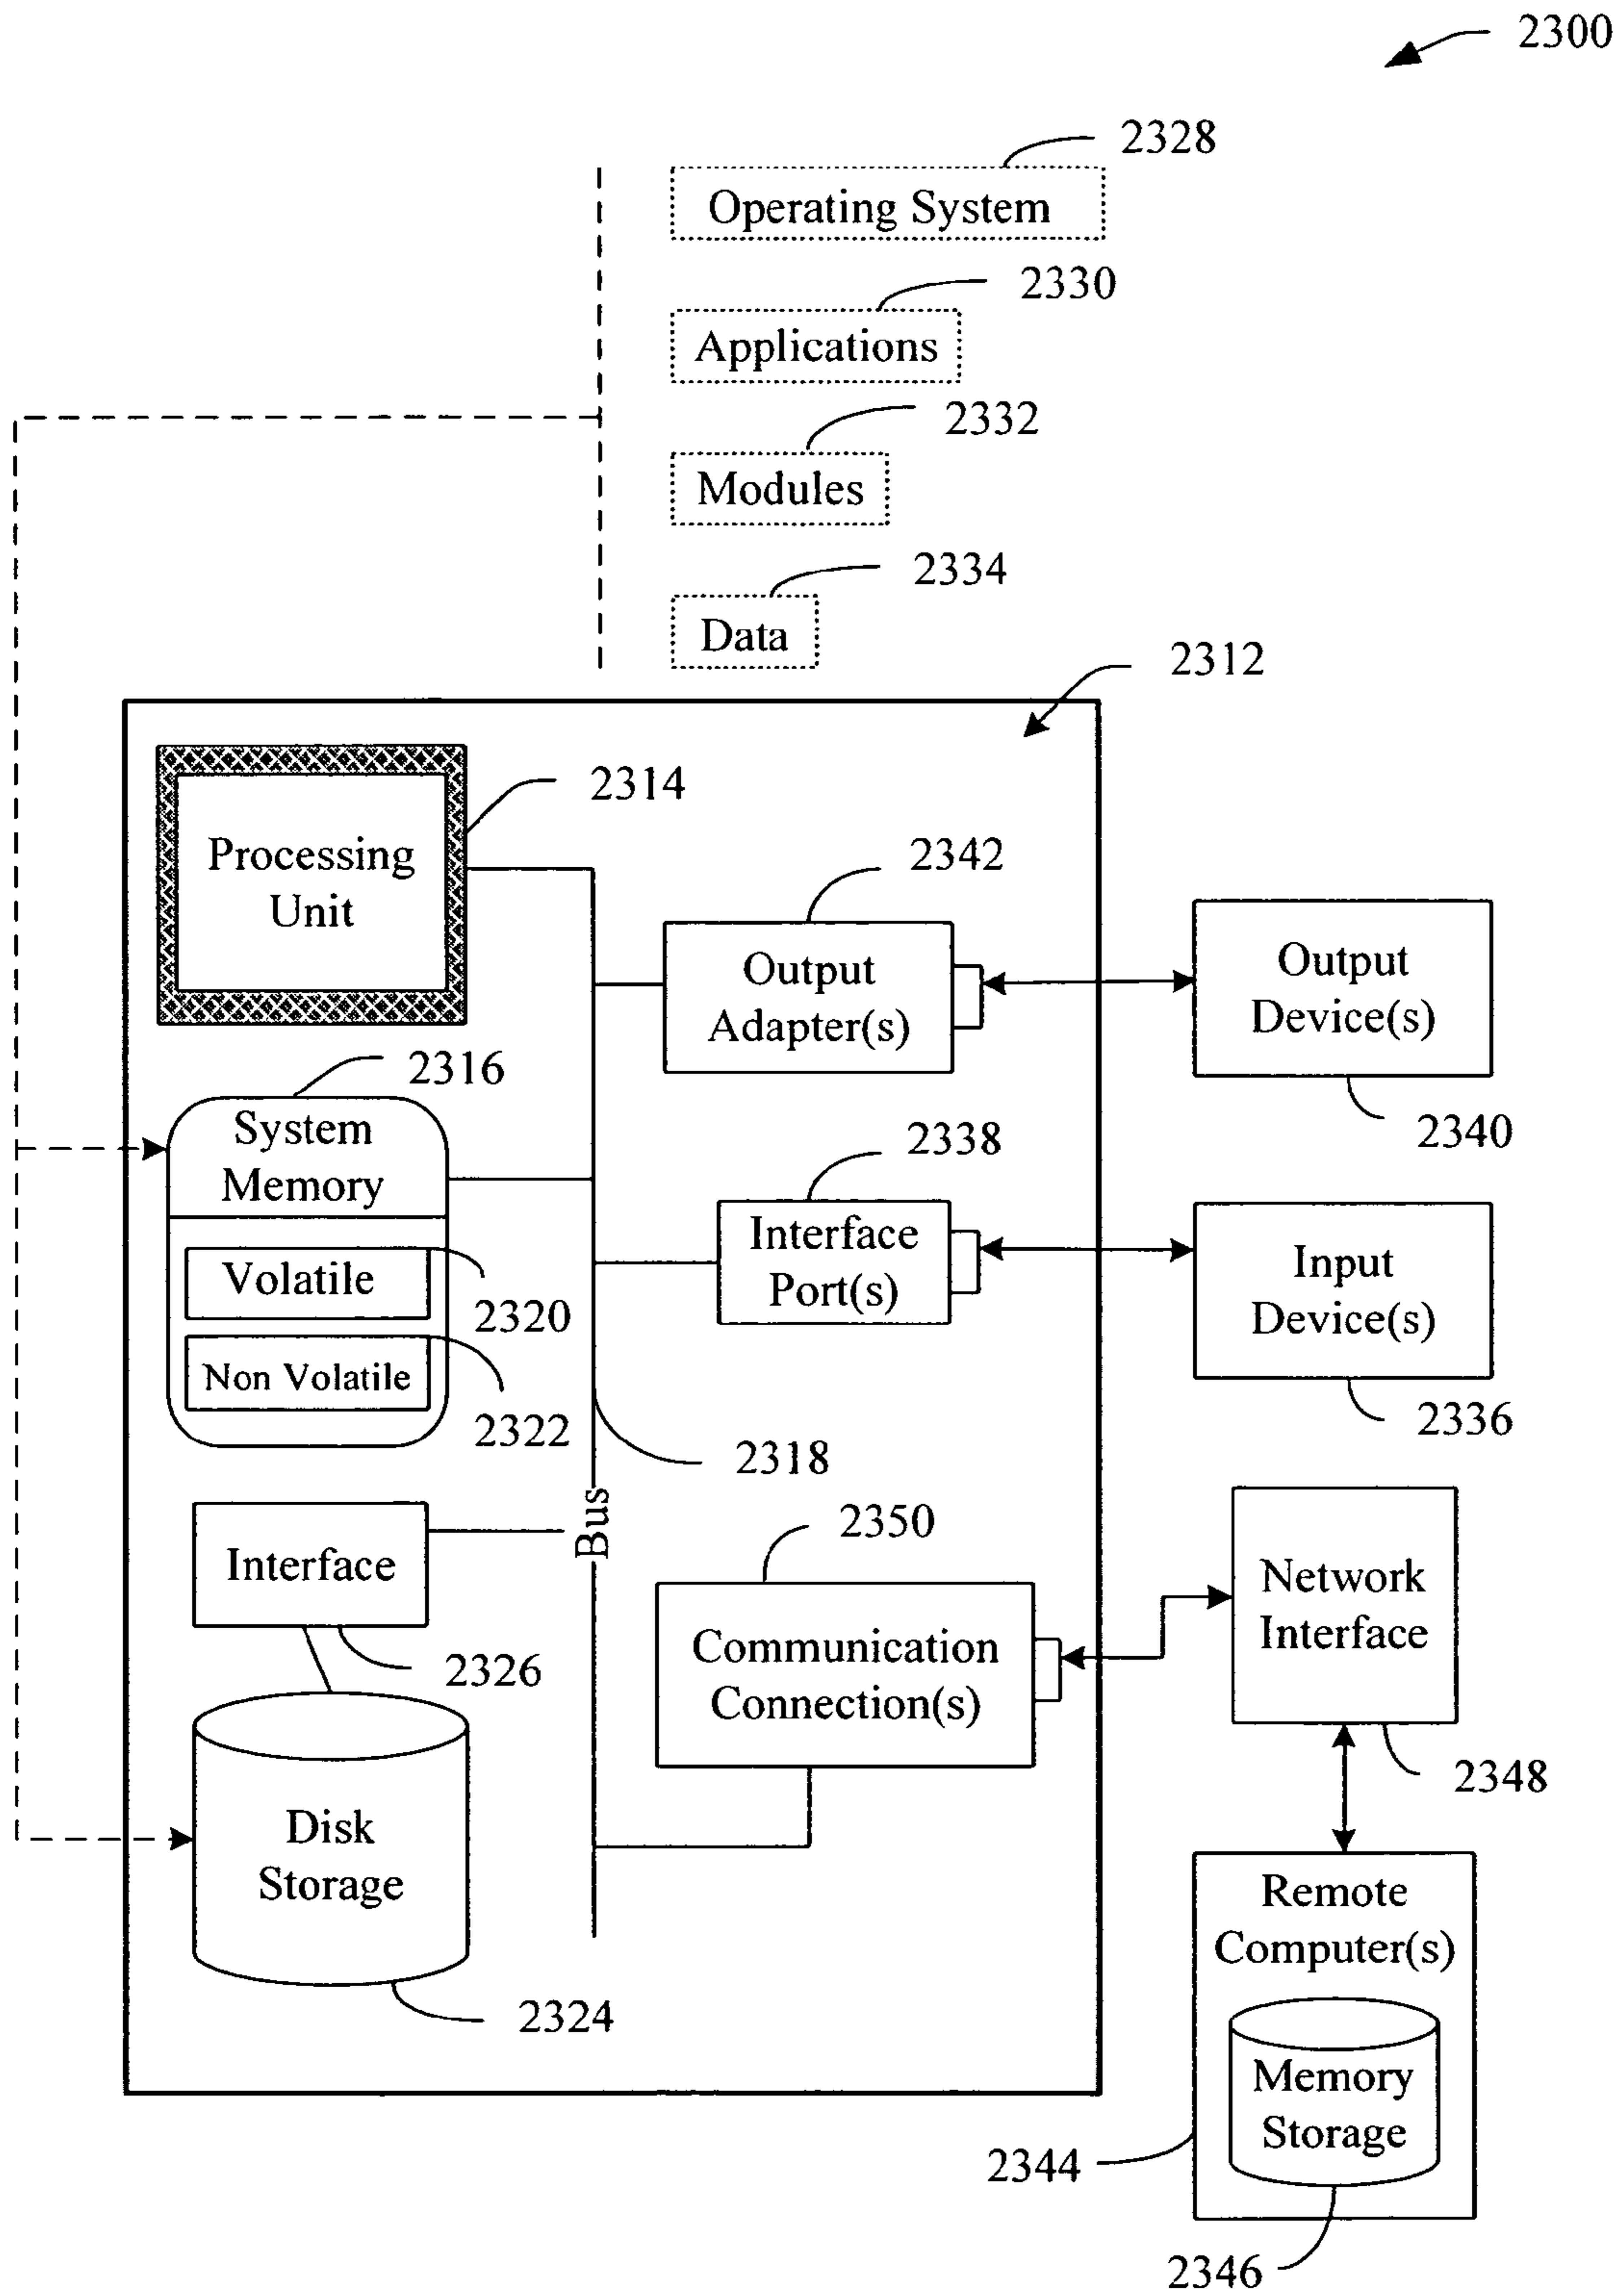 2300
2328
Operating System
2330
Applications
2332
Modules
2334
Data
2312
2314
Processing
Unit
2342
Output
Adapter(s)
Output
Device(s)
2340
2316
System
Memory
Volatile
2320
Non Volatile
2322
2338
Interface
Port(s)
Input
Device(s)
2336
2318
Bus
Interface
2326
2350
Communication
Connection(s)
Network
Interface
2348
Disk
Storage
2324
Remote
Computer(s)
Memory
Storage
2344
2346